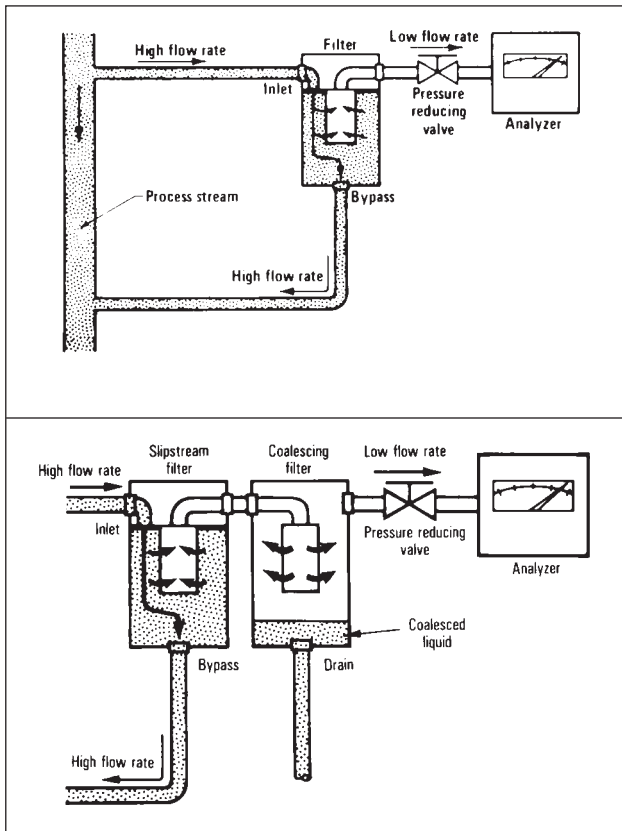 High flow rate
Filter
Low flow rate
Inlet
Pressure
reducing
valve
Analyzer
Process stream
Bypass
High flow rate
Slipstream
filter
Coalescing
filter
Low flow rate
High flow rate
Inlet
Pressure reducing
valve
Analyzer
Coalesced
liquid
Bypass
Drain
High flow rate